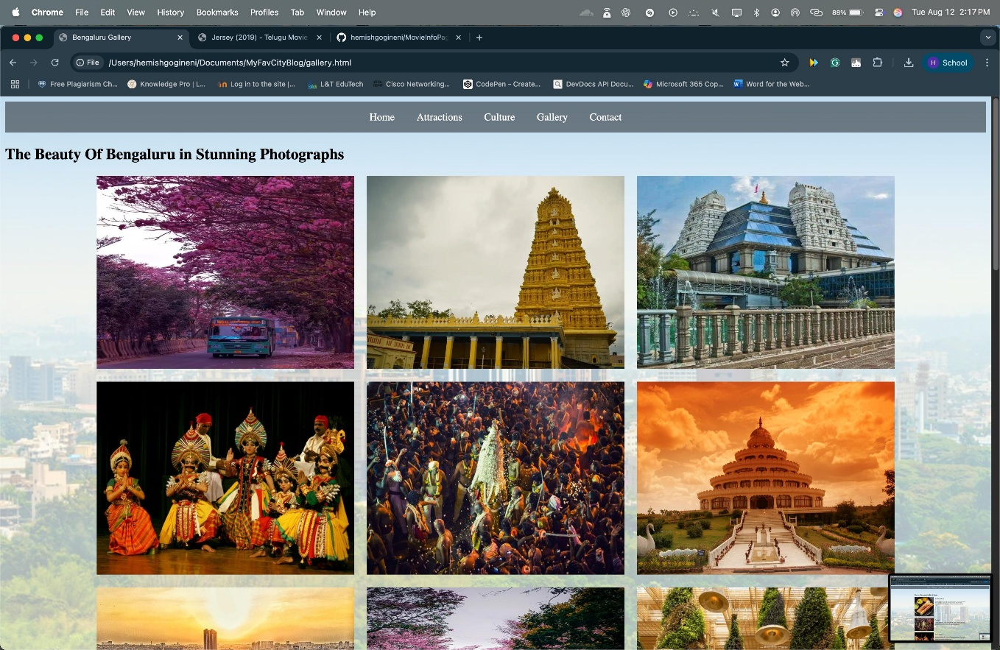 Chrome File Edit View History Bookmarks Profiles Tab Window Help 88% Tue Aug 12 2:17 PM
Bengaluru Gallery Jersey (2019) - Telugu Movie hemishgogineni/MovieInfoPag
File /Users/hemishgogineni/Documents/MyFavCityBlog/gallery.html H School
Free Plagiarism Ch... Knowledge Pro | L... Log in to the site |... L&T EduTech Cisco Networking... CodePen - Create... DevDocs API Docu... Microsoft 365 Cop... Word for the Web...
Home Attractions Culture Gallery Contact
The Beauty Of Bengaluru in Stunning Photographs